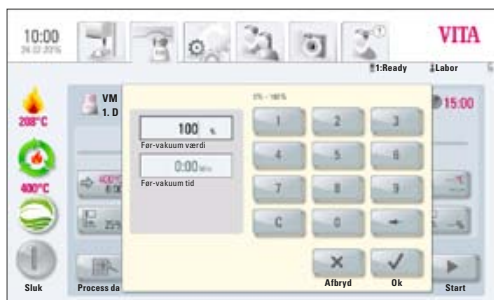 10:00
VITA
1:Ready
Labor
208°C
VM
1. D
15:00
0% - 100%
100 %
Før-vakuum værdi
0:00
Før-vakuum tid
1 2 3
4 5 6
7 8 9
C 0
400°C
400°C
Afbryd
Ok
Sluk
Process da
Start